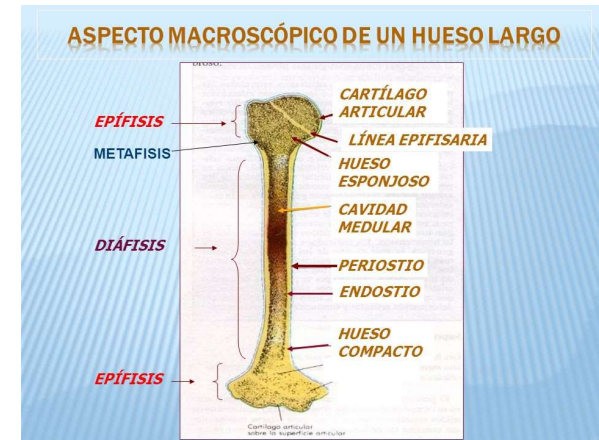 ASPECTO MACROSCÓPICO DE UN HUESO LARGO
broso.
CARTÍLAGO
ARTICULAR
EPÍFISIS
LÍNEA EPIFISARIA
METAFISIS
HUESO
ESPONJOSO
CAVIDAD
MEDULAR
DIÁFISIS
PERIOSTIO
ENDOSTIO
HUESO
COMPACTO
EPÍFISIS
Cartílago articular
sobre la superficie articular